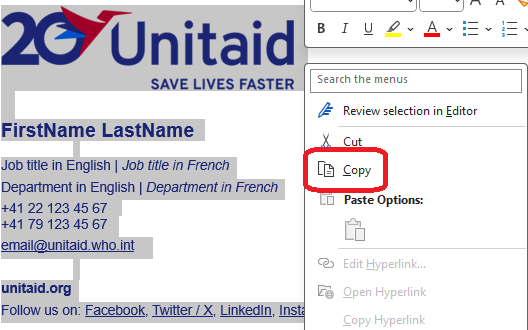 20 Unitaid
SAVE LIVES FASTER
FirstName LastName
Job title in English | Job title in French
Department in English | Department in French
+41 22 123 45 67
+41 79 123 45 67
email@unitaid.who.int
unitaid.org
Follow us on: Facebook, Twitter / X, LinkedIn, Insta
B I U A
Search the menus
Review selection in Editor
Cut
Copy
Paste Options:
Edit Hyperlink...
Open Hyperlink
Copy Hyperlink